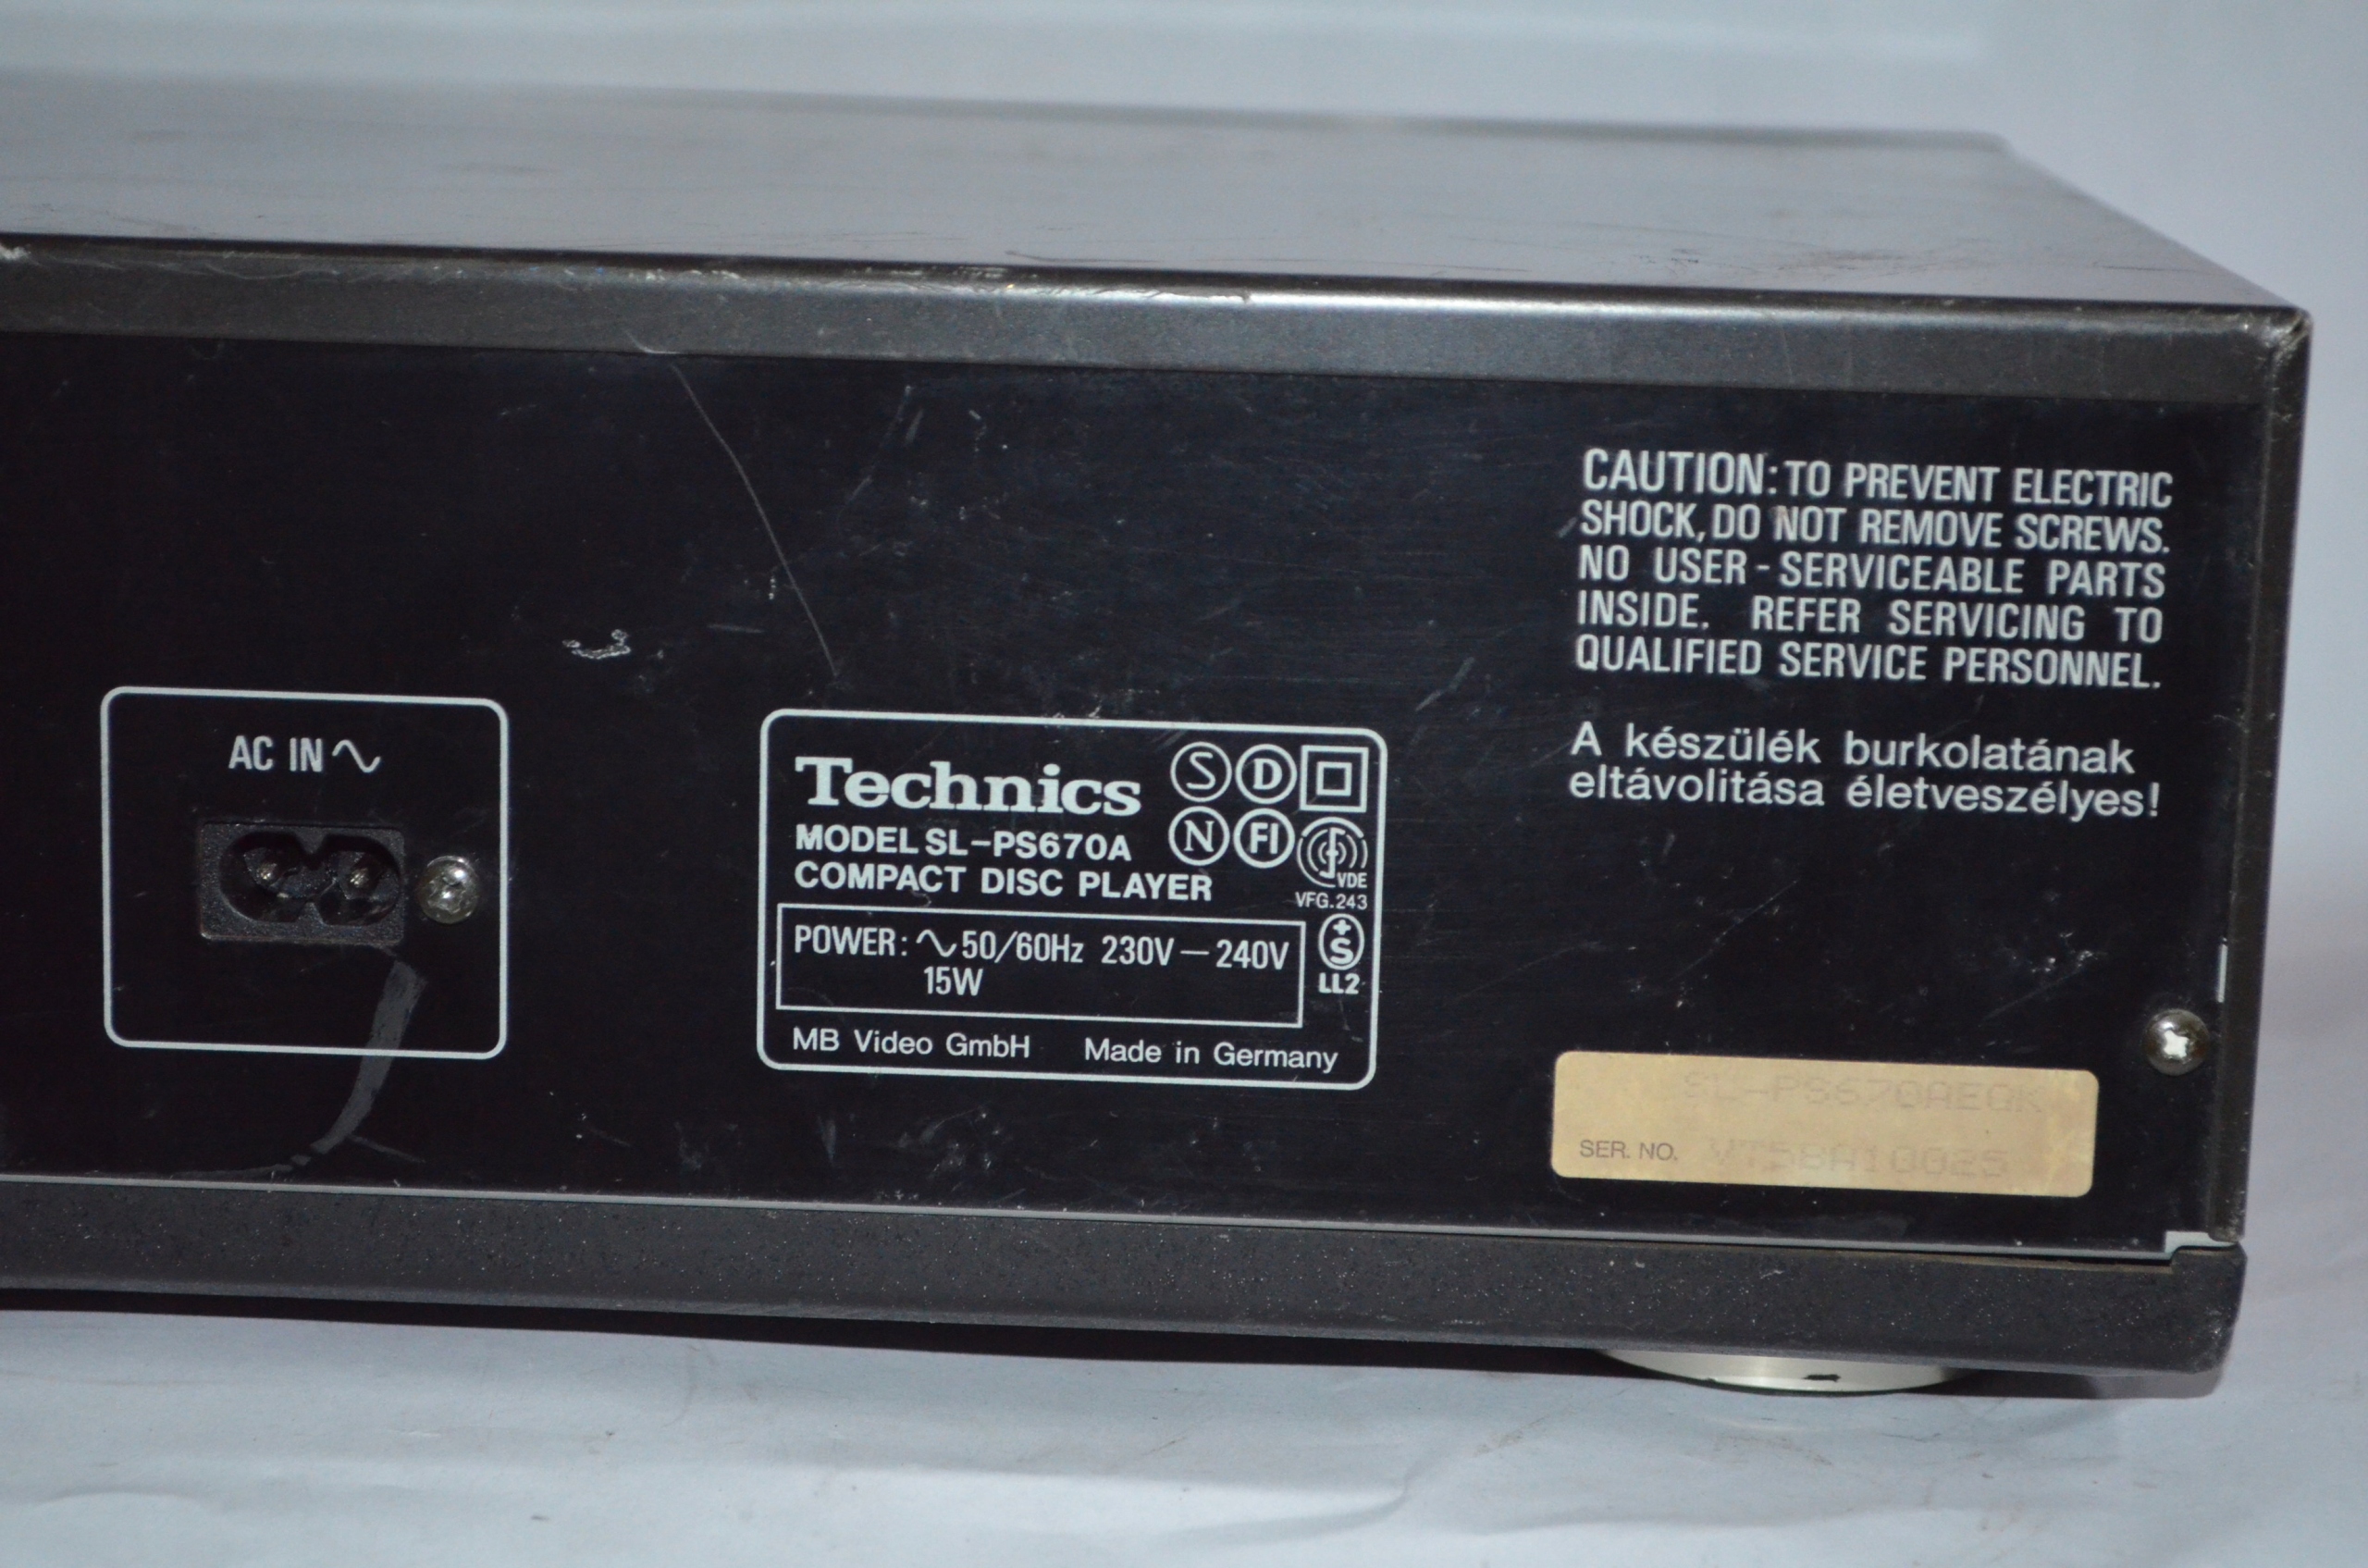 CAUTION: TO PREVENT ELECTRIC
SHOCK, DO NOT REMOVE SCREWS.
NO USER-SERVICEABLE PARTS
INSIDE. REFER SERVICING TO
QUALIFIED SERVICE PERSONNEL.
A készülék burkolatának
eltávolitása életveszélyes!
AC IN
Technics
S D
N FI
MODEL SL-PS670A
COMPACT DISC PLAYER
VDE
VFG.243
POWER: 50/60Hz 230V-240V
15W
+S
LL2
MB Video GmbH Made in Germany
SER. NO.